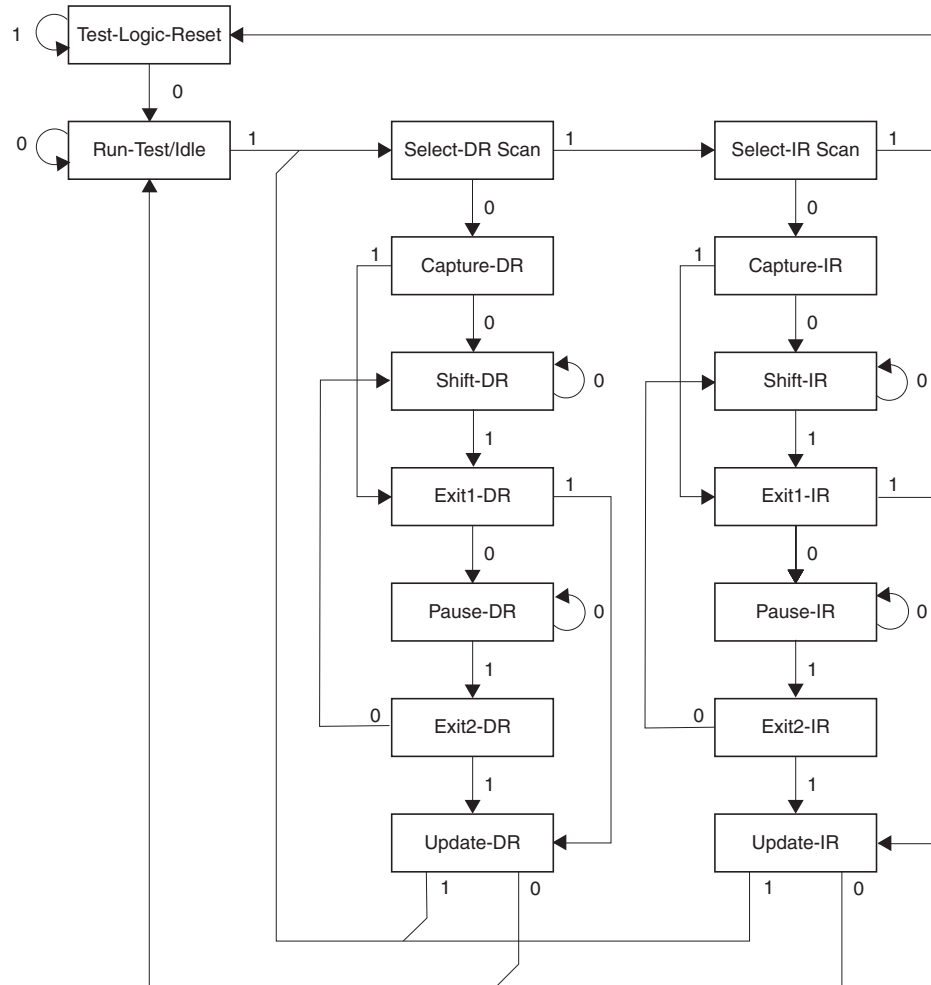 1
Test-Logic-Reset
0
0
Run-Test/Idle
1
Select-DR Scan
1
Select-IR Scan
1
0
0
1
Capture-DR
1
Capture-IR
0
0
Shift-DR
0
Shift-IR
0
1
1
Exit1-DR
1
Exit1-IR
1
0
0
Pause-DR
0
Pause-IR
0
1
1
0
Exit2-DR
0
Exit2-IR
1
1
Update-DR
Update-IR
1
0
1
0